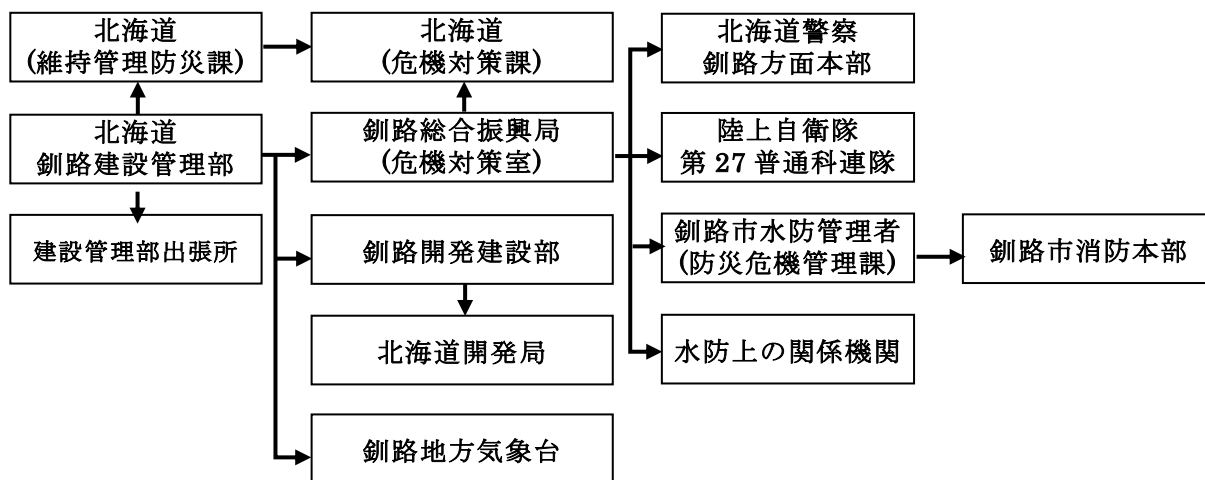 北海道
(維持管理防災課)
北海道
(危機対策課)
北海道警察
釧路方面本部
北海道
釧路建設管理部
釧路総合振興局
(危機対策室)
陸上自衛隊
第 27 普通科連隊
建設管理部出張所
釧路開発建設部
釧路市水防管理者
(防災危機管理課)
釧路市消防本部
北海道開発局
水防上の関係機関
釧路地方気象台